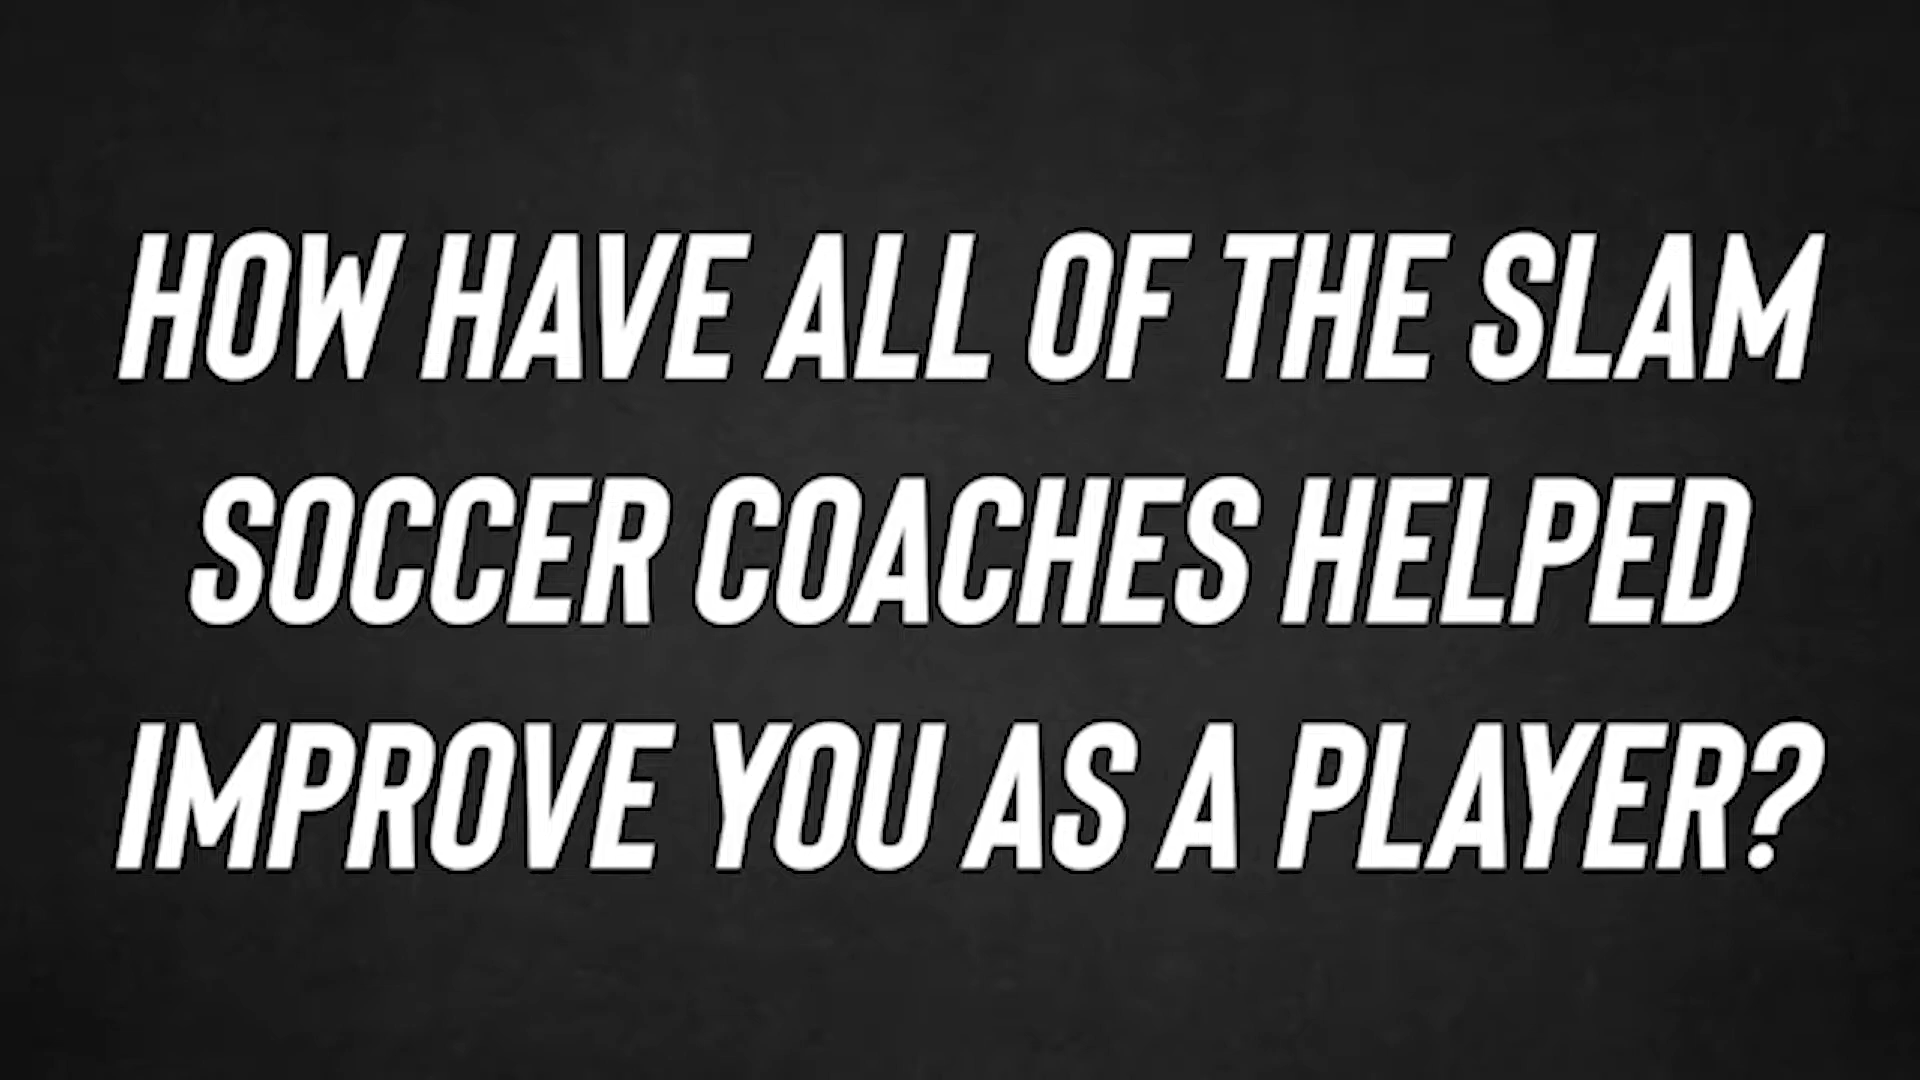 HOW HAVE ALL OF THE SLAM
SOCCER COACHES HELPED
IMPROVE YOU AS A PLAYER?